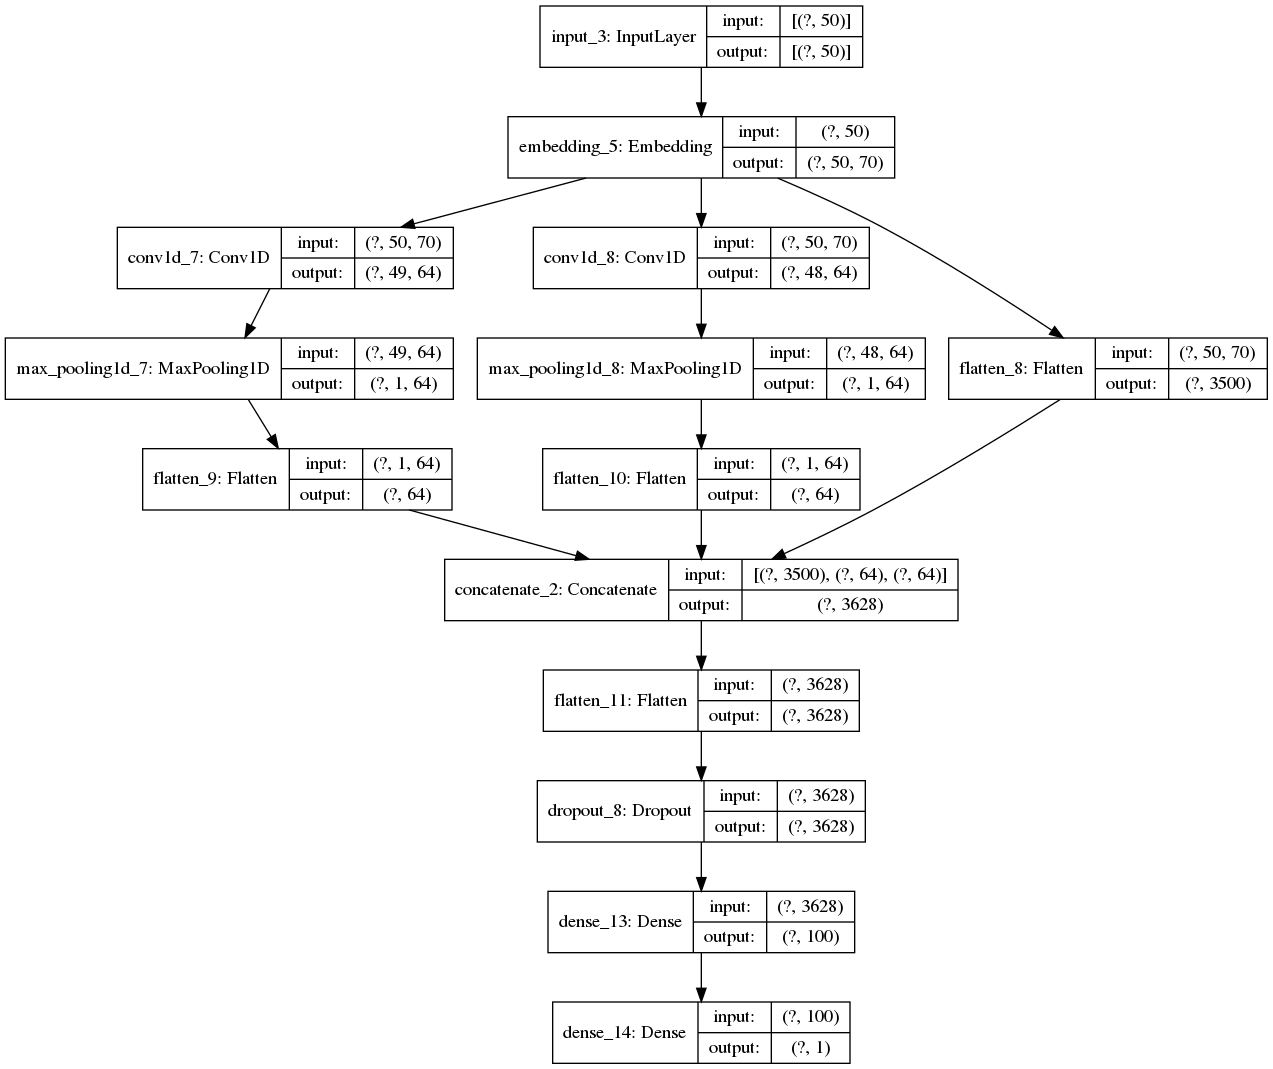 input_3: InputLayer
input: [(?, 50)]
output: [(?, 50)]
embedding_5: Embedding
input: (?, 50)
output: (?, 50, 70)
conv1d_7: Conv1D
input: (?, 50, 70)
output: (?, 49, 64)
conv1d_8: Conv1D
input: (?, 50, 70)
output: (?, 48, 64)
max_pooling1d_7: MaxPooling1D
input: (?, 49, 64)
output: (?, 1, 64)
max_pooling1d_8: MaxPooling1D
input: (?, 48, 64)
output: (?, 1, 64)
flatten_8: Flatten
input: (?, 50, 70)
output: (?, 3500)
flatten_9: Flatten
input: (?, 1, 64)
output: (?, 64)
flatten_10: Flatten
input: (?, 1, 64)
output: (?, 64)
concatenate_2: Concatenate
input: [(?, 3500), (?, 64), (?, 64)]
output: (?, 3628)
flatten_11: Flatten
input: (?, 3628)
output: (?, 3628)
dropout_8: Dropout
input: (?, 3628)
output: (?, 3628)
dense_13: Dense
input: (?, 3628)
output: (?, 100)
dense_14: Dense
input: (?, 100)
output: (?, 1)